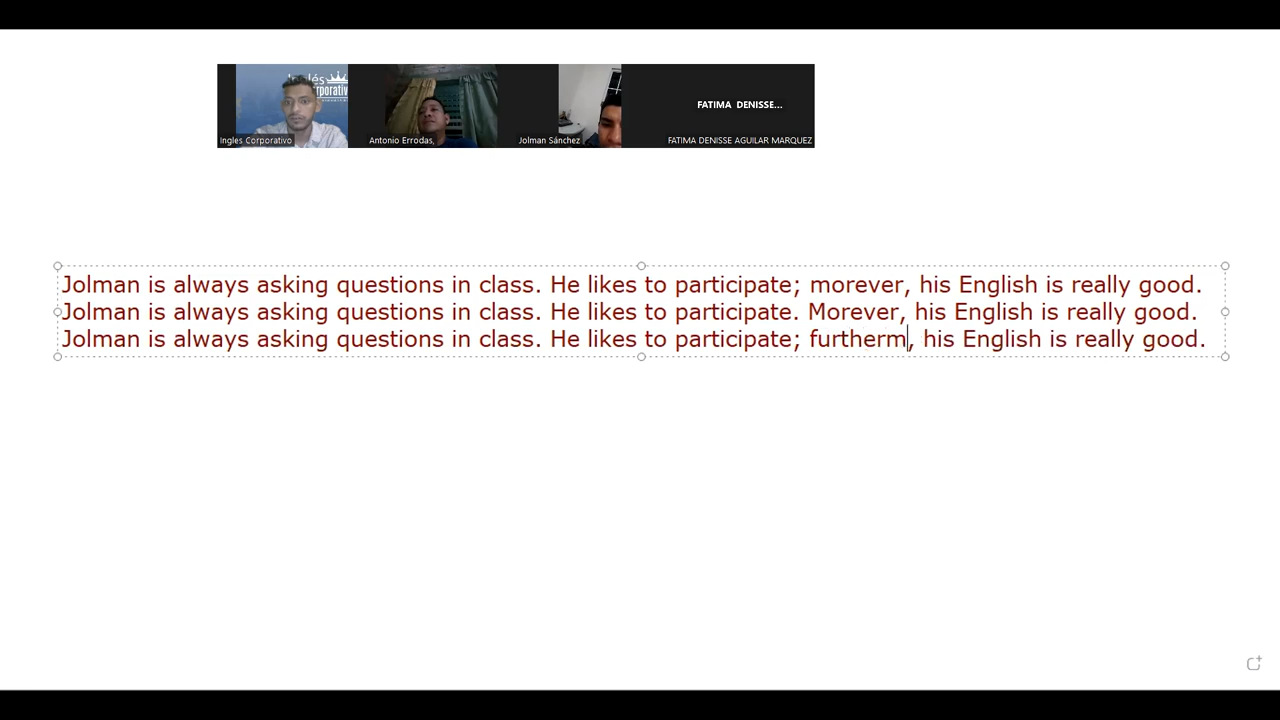 Inglés
Corporativo
Ingles Corporativo
Antonio Errodas,
Jolman Sánchez
FATIMA DENISSE...
FATIMA DENISSE AGUILAR MARQUEZ
Jolman is always asking questions in class. He likes to participate; morever, his English is really good.
Jolman is always asking questions in class. He likes to participate. Morever, his English is really good.
Jolman is always asking questions in class. He likes to participate; furtherm, his English is really good.